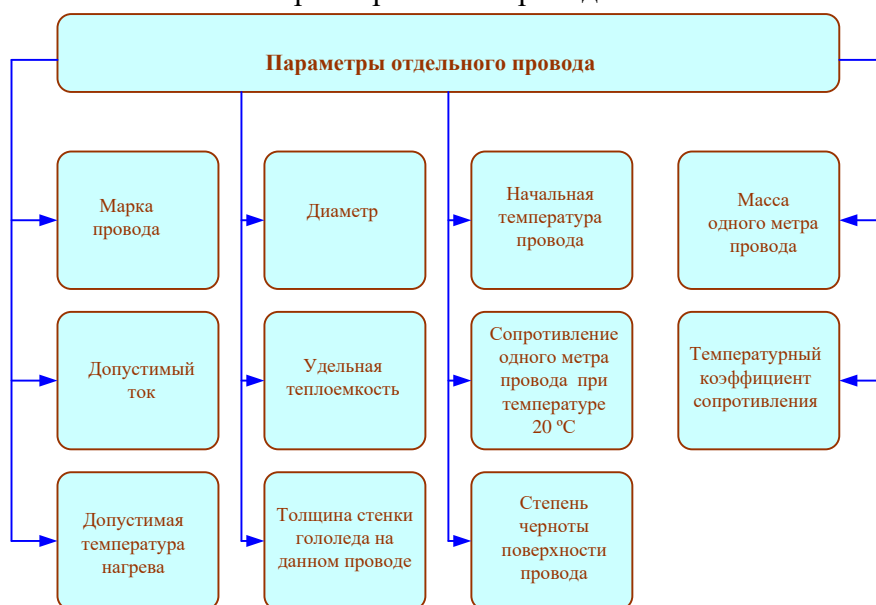 Параметры отдельного провода
Марка
провода
Диаметр
Начальная
температура
провода
Масса
одного метра
провода
Допустимый
ток
Удельная
теплоемкость
Сопротивление
одного метра
провода при
температуре
20 ºС
Температурный
коэффициент
сопротивления
Допустимая
температура
нагрева
Толщина стенки
гололеда на
данном проводе
Степень
черноты
поверхности
провода